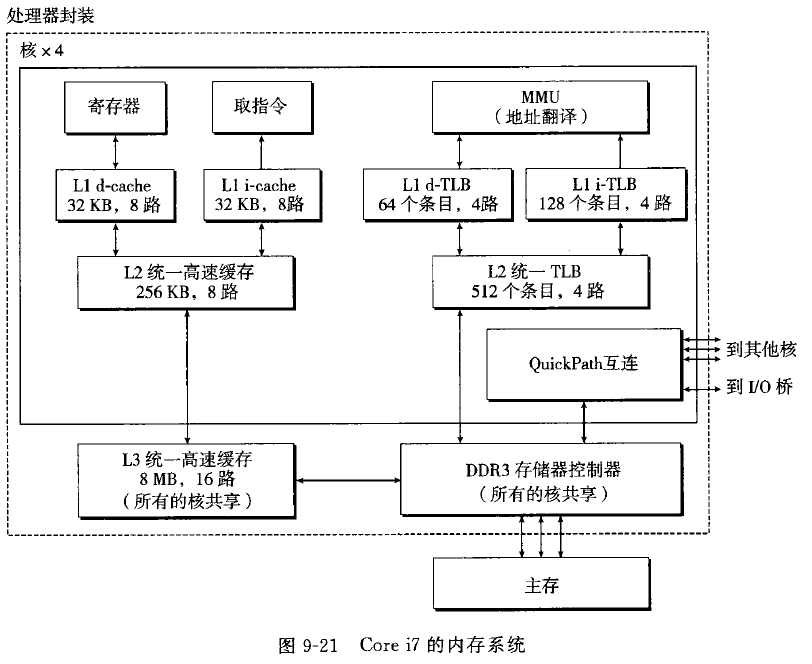 处理器封装
核×4
寄存器
取指令
MMU
（地址翻译）
L1 d-cache
32 KB，8 路
L1 i-cache
32 KB，8路
L1 d-TLB
64 个条目，4路
L1 i-TLB
128 个条目，4 路
L2 统一高速缓存
256 KB，8 路
L2 统一 TLB
512 个条目，4 路
QuickPath互连
到其他核
到 I/O 桥
L3 统一高速缓存
8 MB，16 路
（所有的核共享）
DDR3 存储器控制器
（所有的核共享）
主存
图 9-21 Core i7 的内存系统